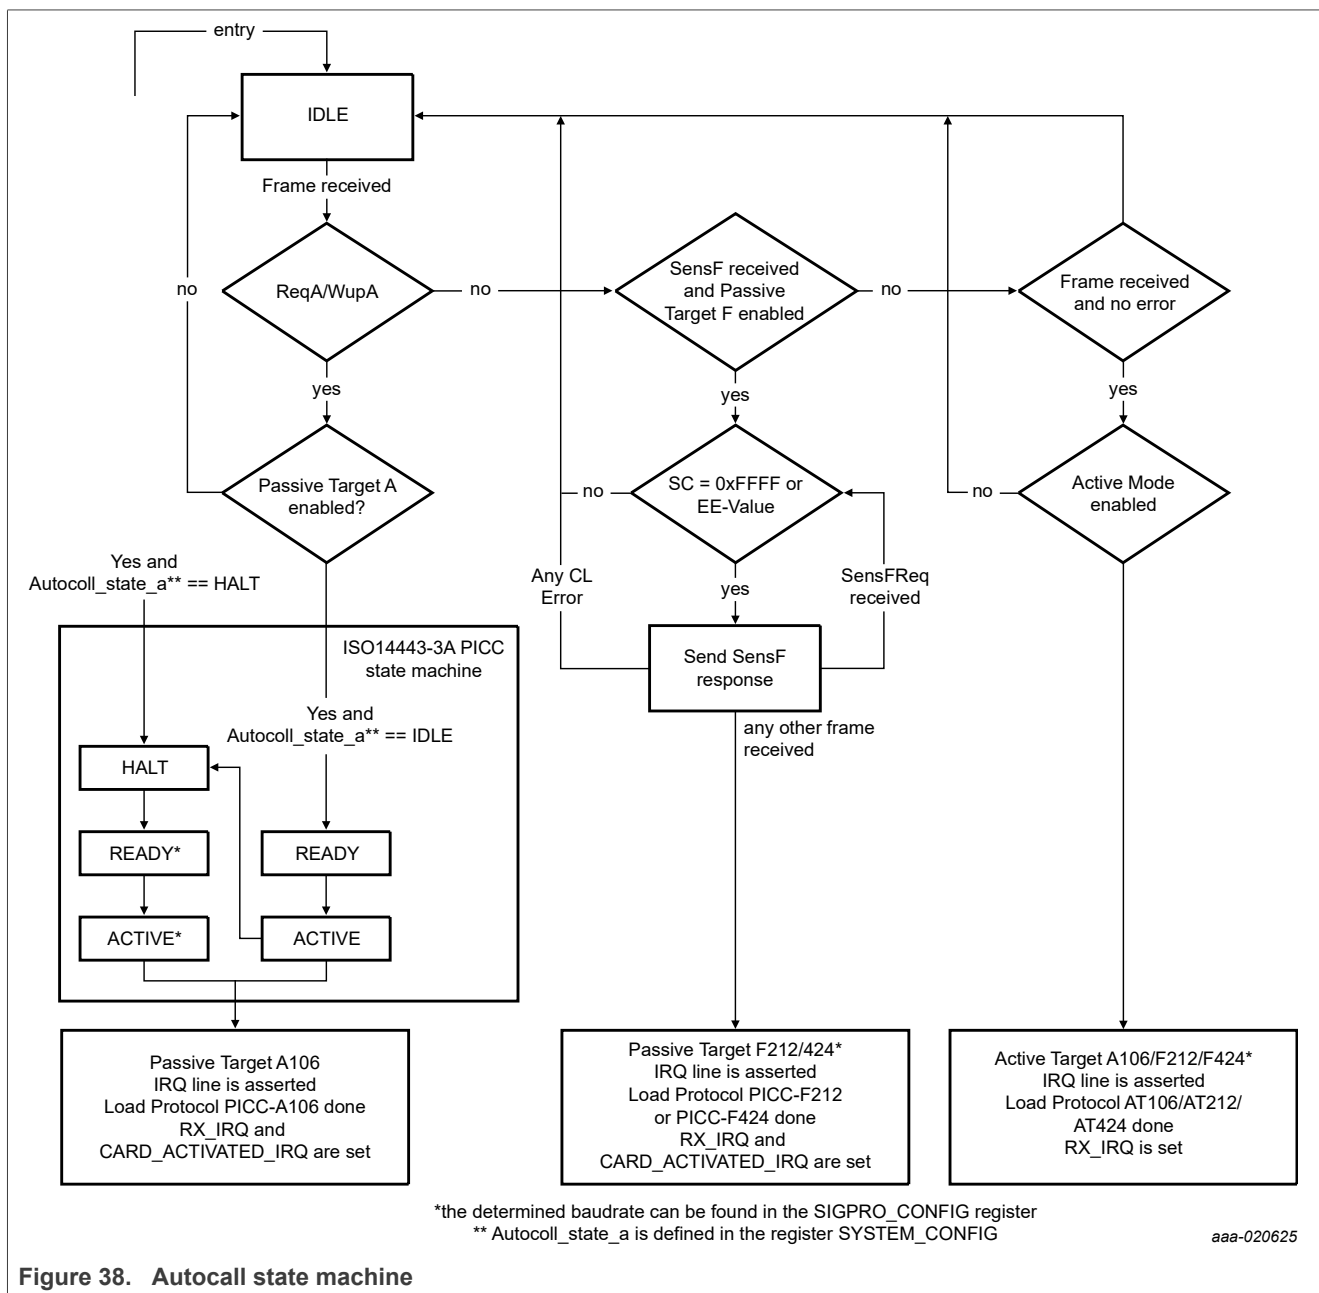 entry
IDLE
Frame received
ReqA/WupA
no
no
SensF received
and Passive
Target F enabled
no
Frame received
and no error
yes
yes
yes
Passive Target A
enabled?
no
SC = 0xFFFF or
EE-Value
no
Active Mode
enabled
Yes and
Autocoll_state_a** == HALT
Any CL
Error
yes
SensFReq
received
ISO14443-3A PICC
state machine
Send SensF
response
Yes and
Autocoll_state_a** == IDLE
any other frame
received
HALT
READY*
READY
ACTIVE*
ACTIVE
Passive Target A106
IRQ line is asserted
Load Protocol PICC-A106 done
RX_IRQ and
CARD_ACTIVATED_IRQ are set
Passive Target F212/424*
IRQ line is asserted
Load Protocol PICC-F212
or PICC-F424 done
RX_IRQ and
CARD_ACTIVATED_IRQ are set
Active Target A106/F212/F424*
IRQ line is asserted
Load Protocol AT106/AT212/
AT424 done
RX_IRQ is set
*the determined baudrate can be found in the SIGPRO_CONFIG register
** Autocoll_state_a is defined in the register SYSTEM_CONFIG
aaa-020625
Figure 38. Autocall state machine